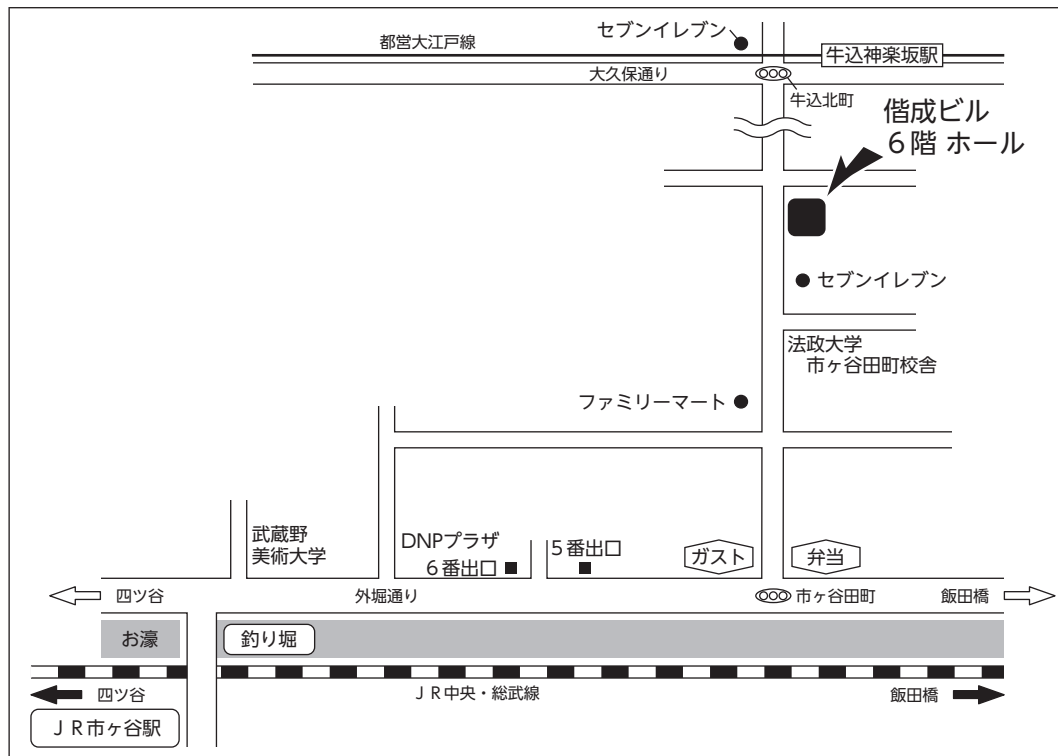 セブンイレブン
都営大江戸線
牛込神楽坂駅
大久保通り
牛込北町
偕成ビル
６階 ホール
セブンイレブン
法政大学
市ヶ谷田町校舎
ファミリーマート
武蔵野
美術大学
DNPプラザ
６番出口
５番出口
ガスト
弁当
四ツ谷
外堀通り
市ヶ谷田町
飯田橋
お濠
釣り堀
四ツ谷
ＪＲ中央・総武線
飯田橋
ＪＲ市ヶ谷駅